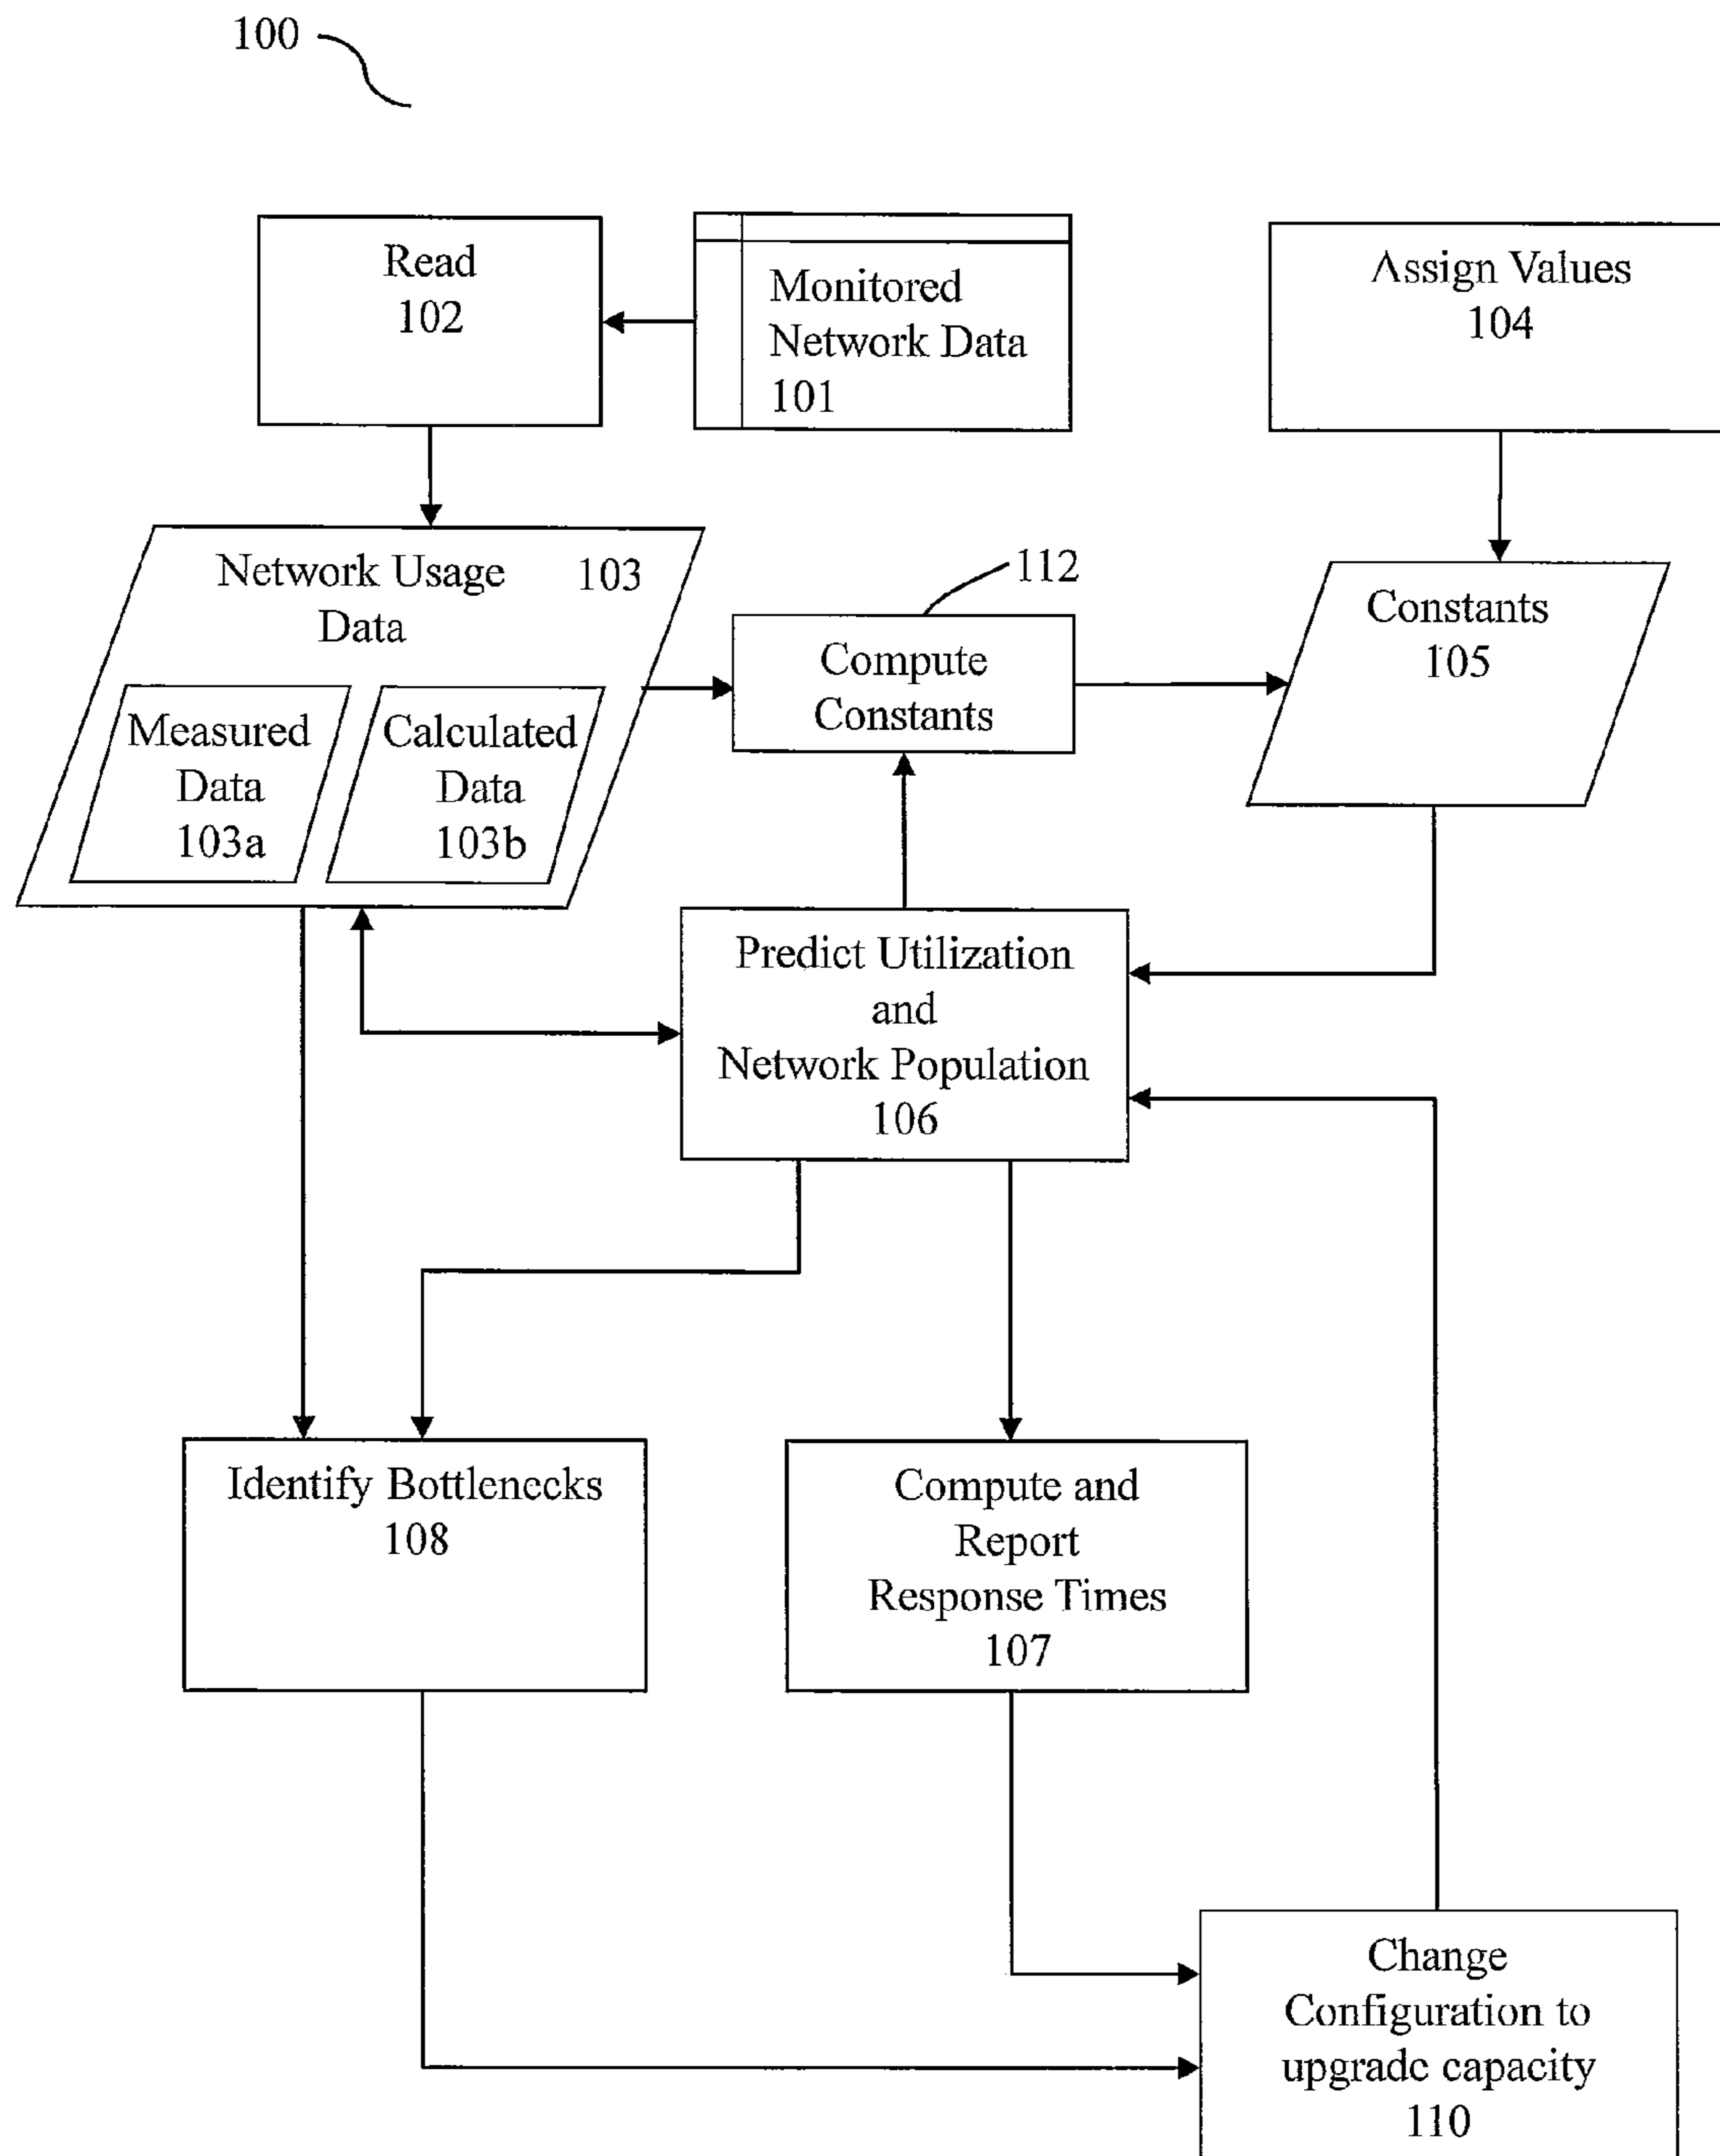 100
Read
102
Monitored
Network Data
101
Assign Values
104
Network Usage 103
Data
Measured
Data
103a
Calculated
Data
103b
112
Compute
Constants
Constants
105
Predict Utilization
and
Network Population
106
Identify Bottlenecks
108
Compute and
Report
Response Times
107
Change
Configuration to
upgrade capacity
110